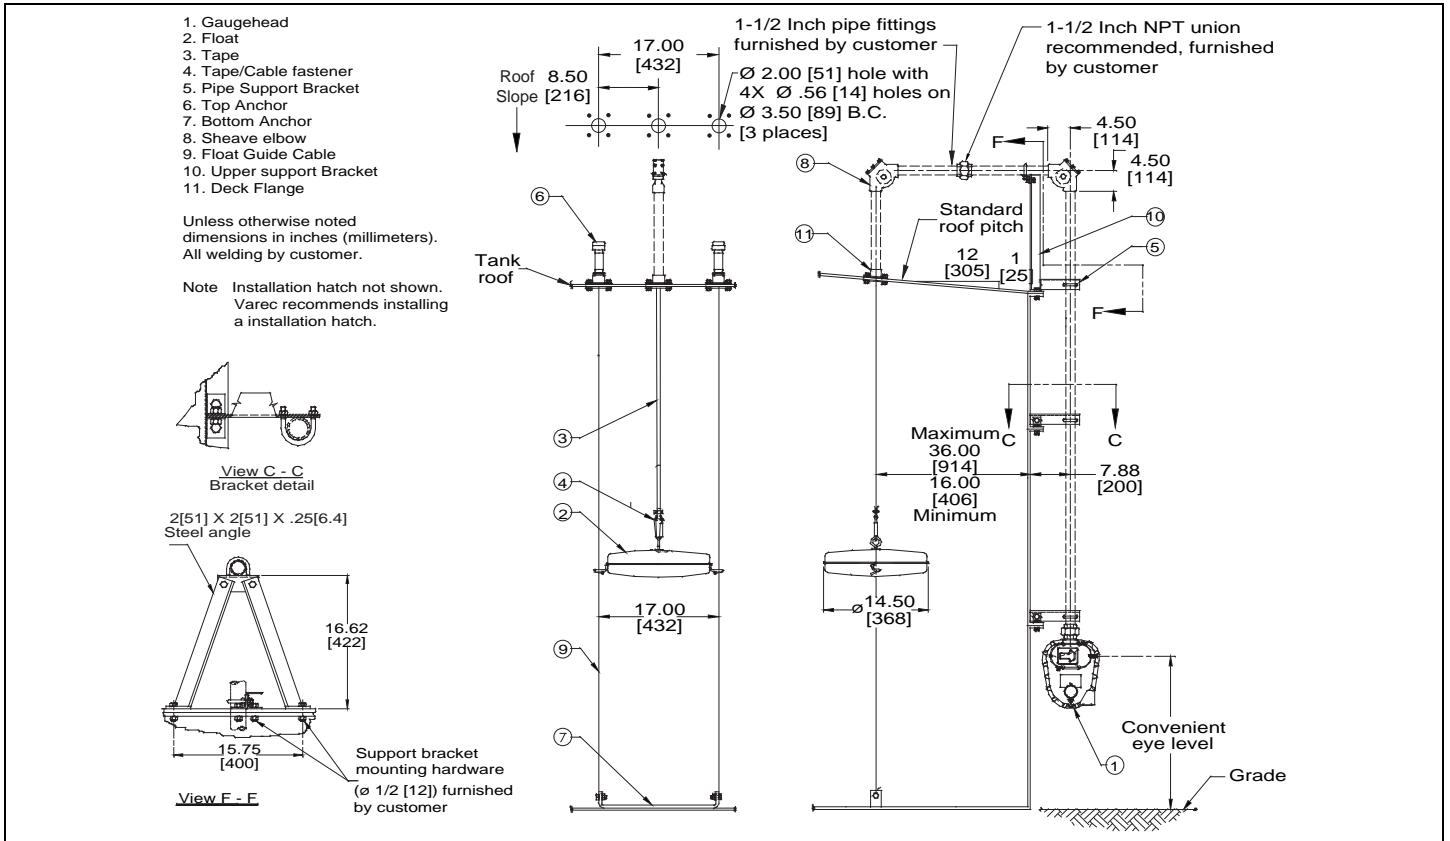 1. Gaugehead
2. Float
3. Tape
4. Tape/Cable fastener
5. Pipe Support Bracket
6. Top Anchor
7. Bottom Anchor
8. Sheave elbow
9. Float Guide Cable
10. Upper support Bracket
11. Deck Flange
Unless otherwise noted
dimensions in inches (millimeters).
All welding by customer.
Note Installation hatch not shown.
Varec recommends installing
a installation hatch.
View C - C
Bracket detail
2[51] X 2[51] X .25[6.4]
Steel angle
16.62
[422]
15.75
[400]
View F - F
Support bracket
mounting hardware
(ø 1/2 [12]) furnished
by customer
17.00
[432]
Roof
Slope
8.50
[216]
Ø 2.00 [51] hole with
4X Ø .56 [14] holes on
Ø 3.50 [89] B.C.
[3 places]
6
Tank
roof
3
4
2
17.00
[432]
9
7
1-1/2 Inch pipe fittings
furnished by customer
1-1/2 Inch NPT union
recommended, furnished
by customer
F
4.50
[114]
4.50
[114]
8
Standard
roof pitch
10
11
12
[305]
1
[25]
5
F
C
C
Maximum
36.00
[914]
16.00
[406]
Minimum
7.88
[200]
ø 14.50
[368]
Convenient
eye level
1
Grade